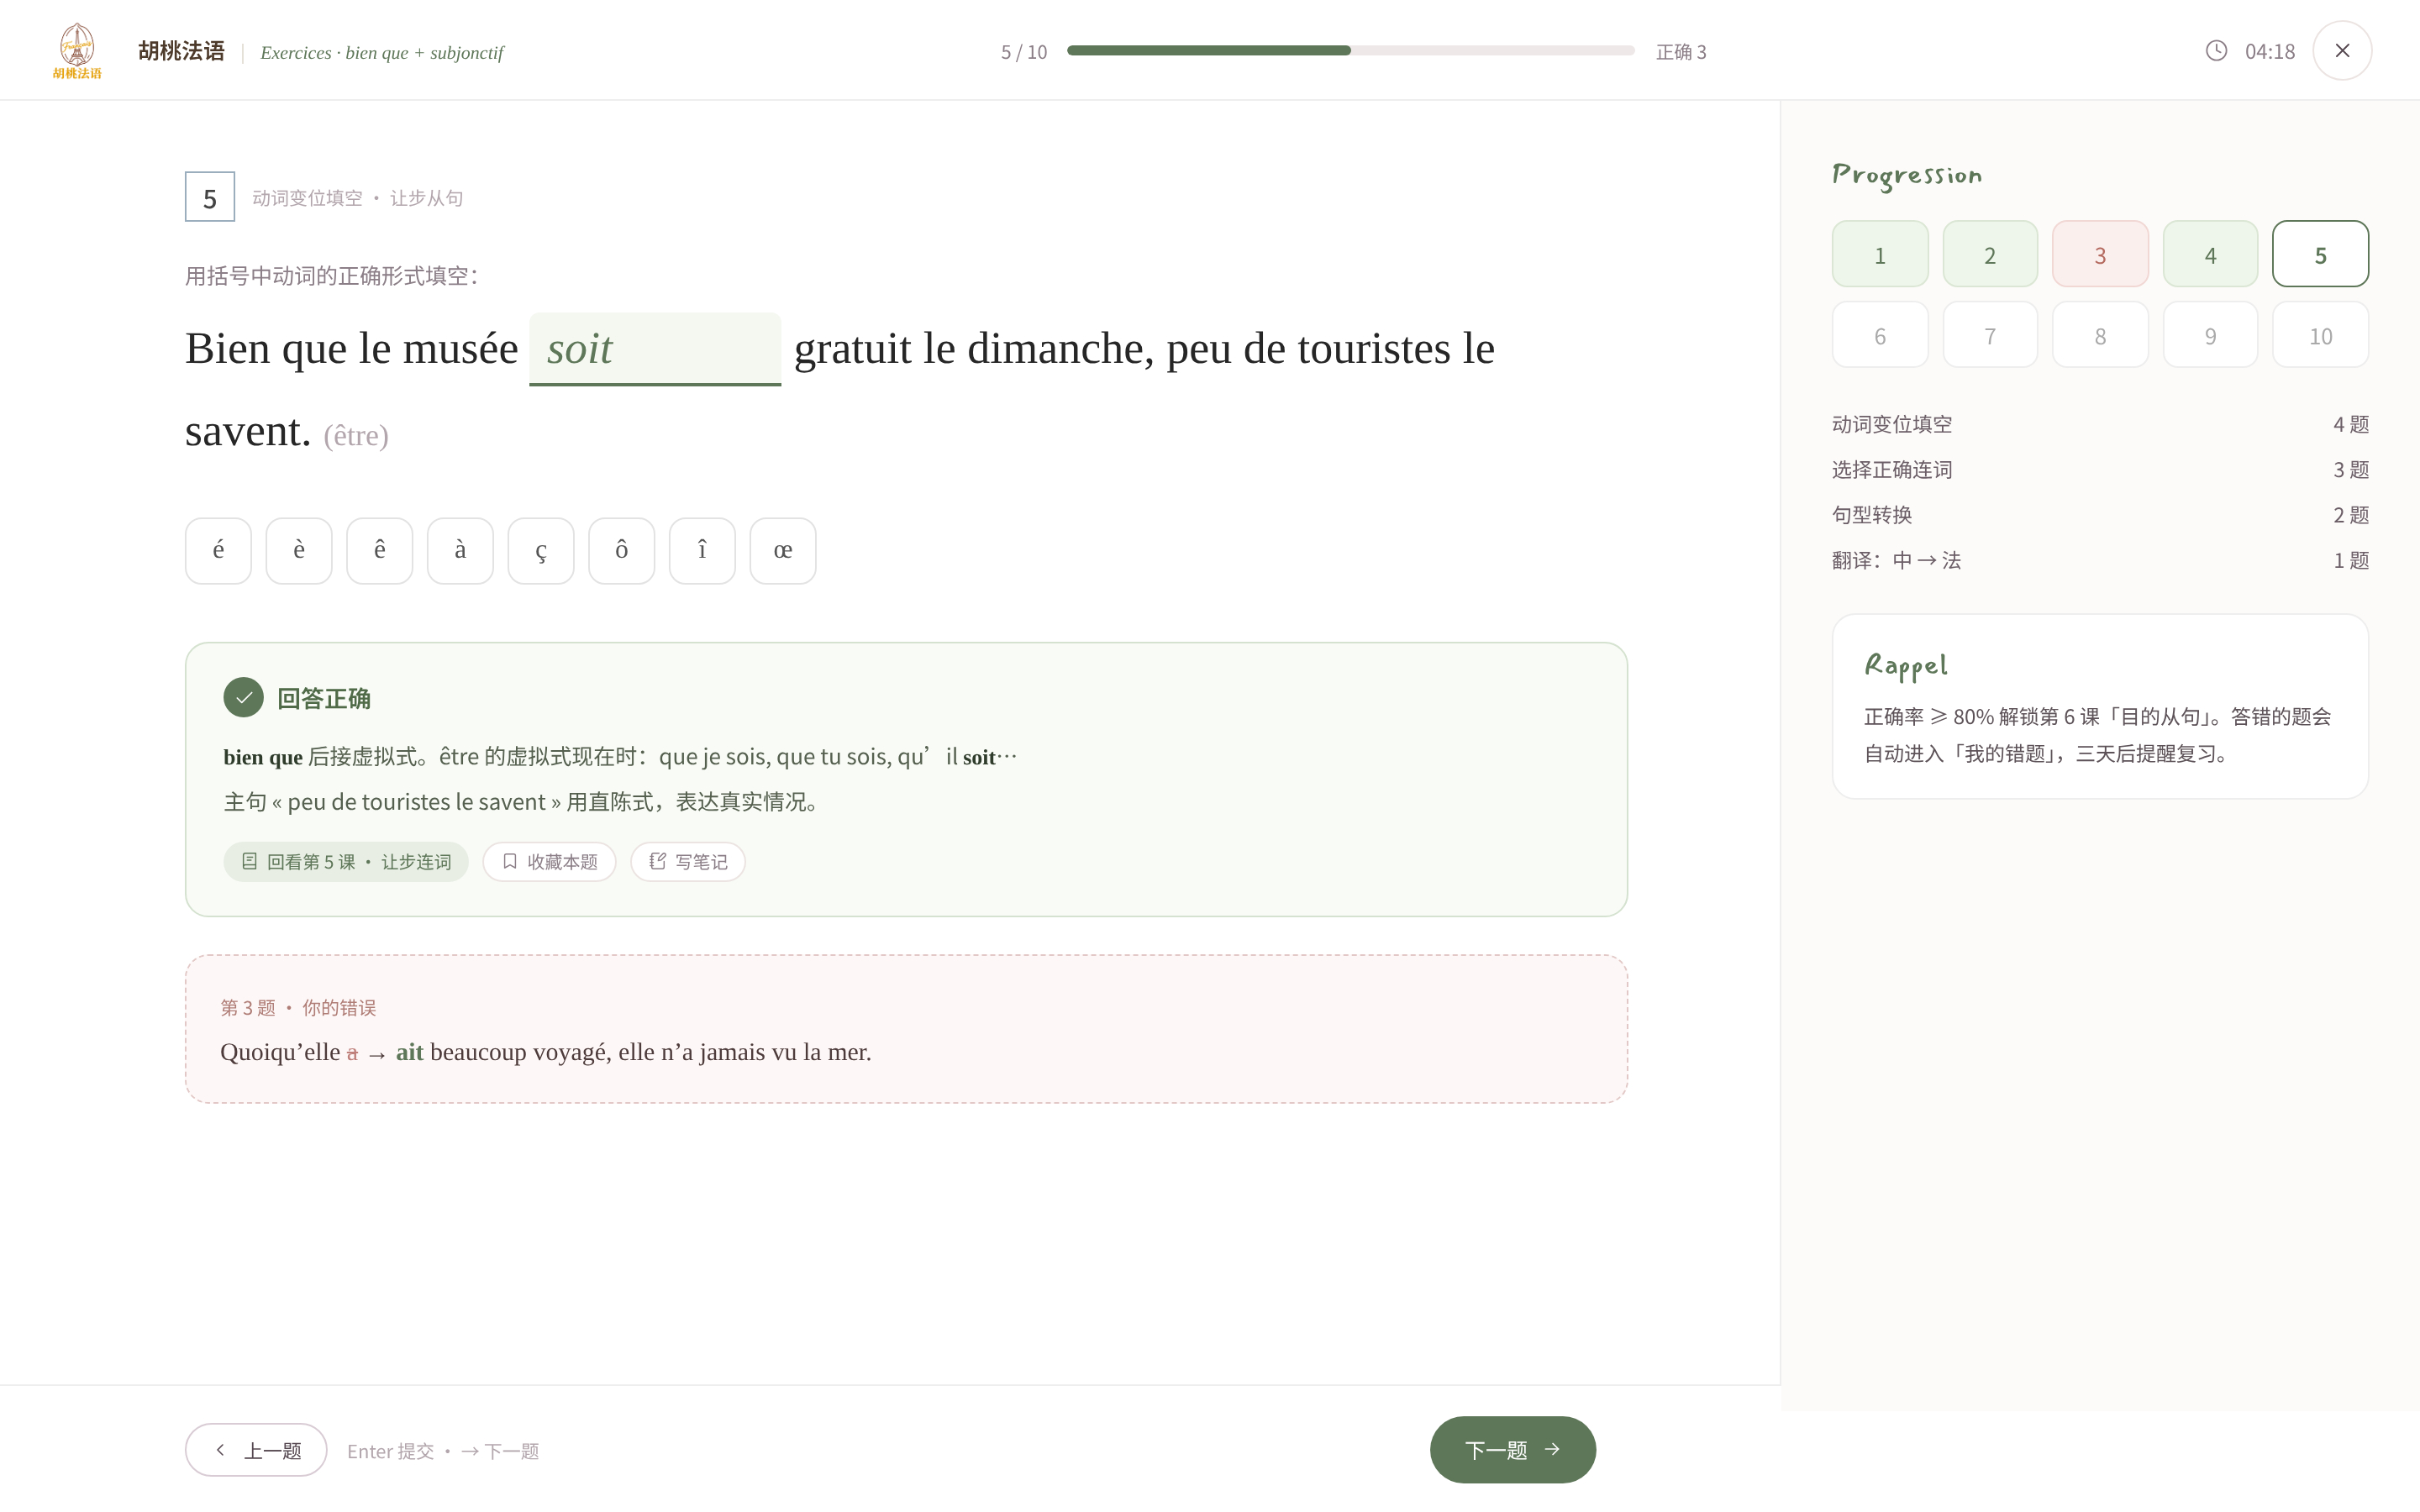 Français
胡桃法语
胡桃法语
Exercices · bien que + subjonctif
5 / 10
正确 3
04:18
5
动词变位填空 · 让步从句
用括号中动词的正确形式填空：
Bien que le musée soit gratuit le dimanche, peu de touristes le
savent. (être)
é è ê à ç ô î œ
回答正确
bien que 后接虚拟式。être 的虚拟式现在时：que je sois, que tu sois, qu’il soit…
主句 « peu de touristes le savent » 用直陈式，表达真实情况。
回看第 5 课 · 让步连词
收藏本题
写笔记
第 3 题 · 你的错误
Quoiqu’elle a → ait beaucoup voyagé, elle n’a jamais vu la mer.
上一题
Enter 提交 · → 下一题
下一题 →
Progression
1 2 3 4 5
6 7 8 9 10
动词变位填空 4 题
选择正确连词 3 题
句型转换 2 题
翻译：中 → 法 1 题
Rappel
正确率 ≥ 80% 解锁第 6 课「目的从句」。答错的题会
自动进入「我的错题」，三天后提醒复习。